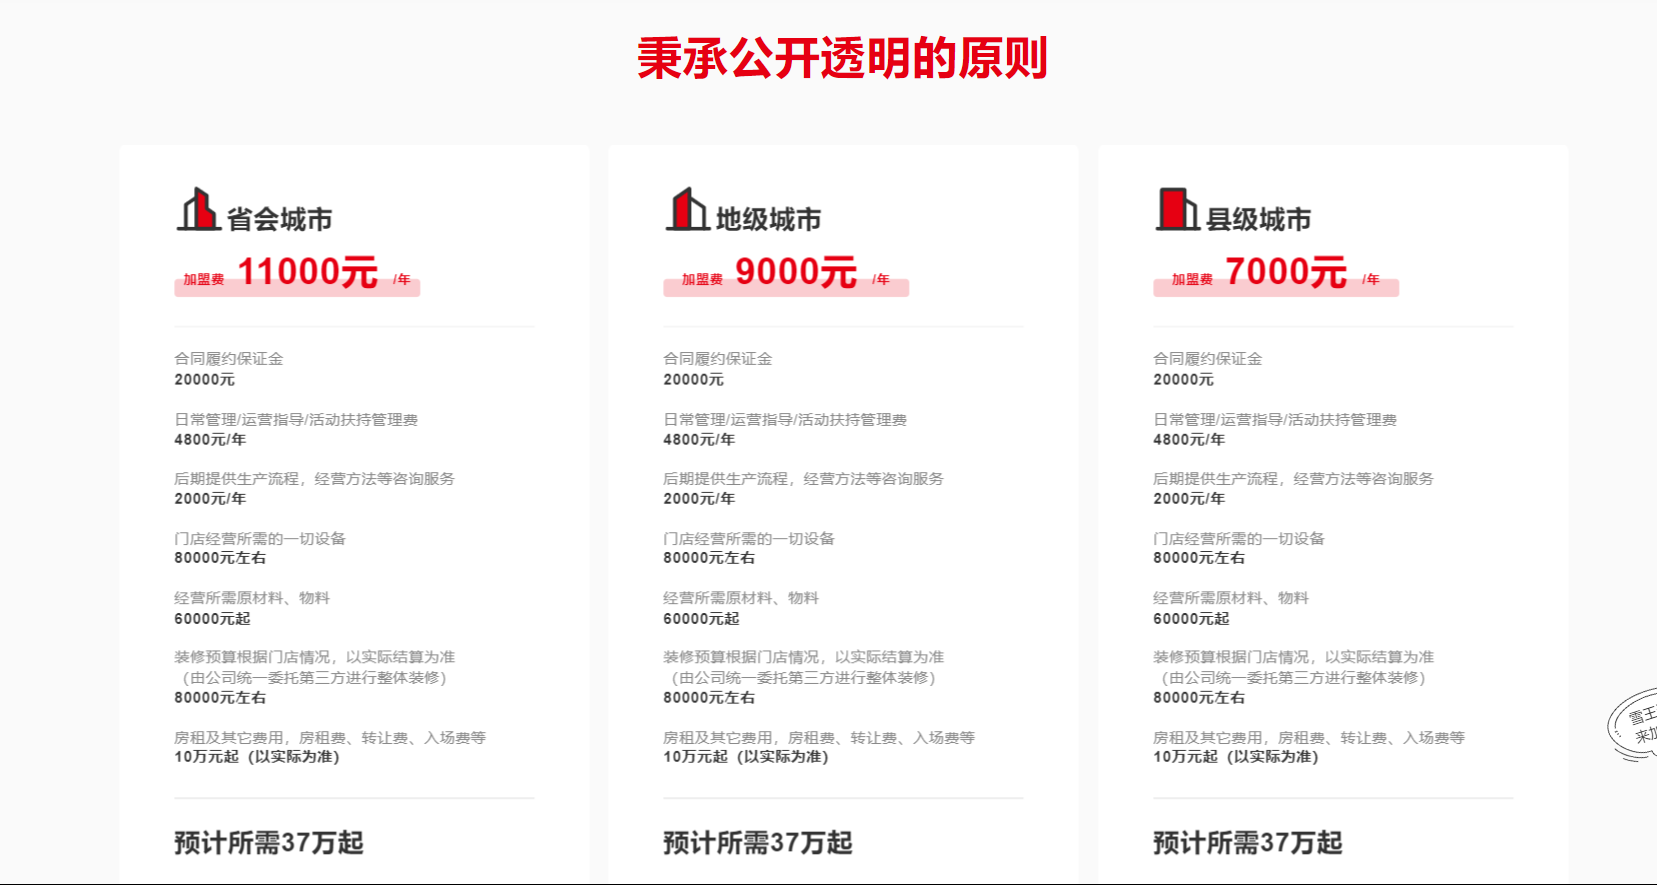 秉承公开透明的原则
省会城市
加盟费 11000元 /年
合同履约保证金
20000元
日常管理/运营指导/活动扶持管理费
4800元/年
后期提供生产流程，经营方法等咨询服务
2000元/年
门店经营所需的一切设备
80000元左右
经营所需原材料、物料
60000元起
装修预算根据门店情况，以实际结算为准
（由公司统一委托第三方进行整体装修）
80000元左右
房租及其它费用，房租费、转让费、入场费等
10万元起（以实际为准）
预计所需37万起
地级城市
加盟费 9000元 /年
合同履约保证金
20000元
日常管理/运营指导/活动扶持管理费
4800元/年
后期提供生产流程，经营方法等咨询服务
2000元/年
门店经营所需的一切设备
80000元左右
经营所需原材料、物料
60000元起
装修预算根据门店情况，以实际结算为准
（由公司统一委托第三方进行整体装修）
80000元左右
房租及其它费用，房租费、转让费、入场费等
10万元起（以实际为准）
预计所需37万起
县级城市
加盟费 7000元 /年
合同履约保证金
20000元
日常管理/运营指导/活动扶持管理费
4800元/年
后期提供生产流程，经营方法等咨询服务
2000元/年
门店经营所需的一切设备
80000元左右
经营所需原材料、物料
60000元起
装修预算根据门店情况，以实际结算为准
（由公司统一委托第三方进行整体装修）
80000元左右
房租及其它费用，房租费、转让费、入场费等
10万元起（以实际为准）
预计所需37万起
雪王
来加